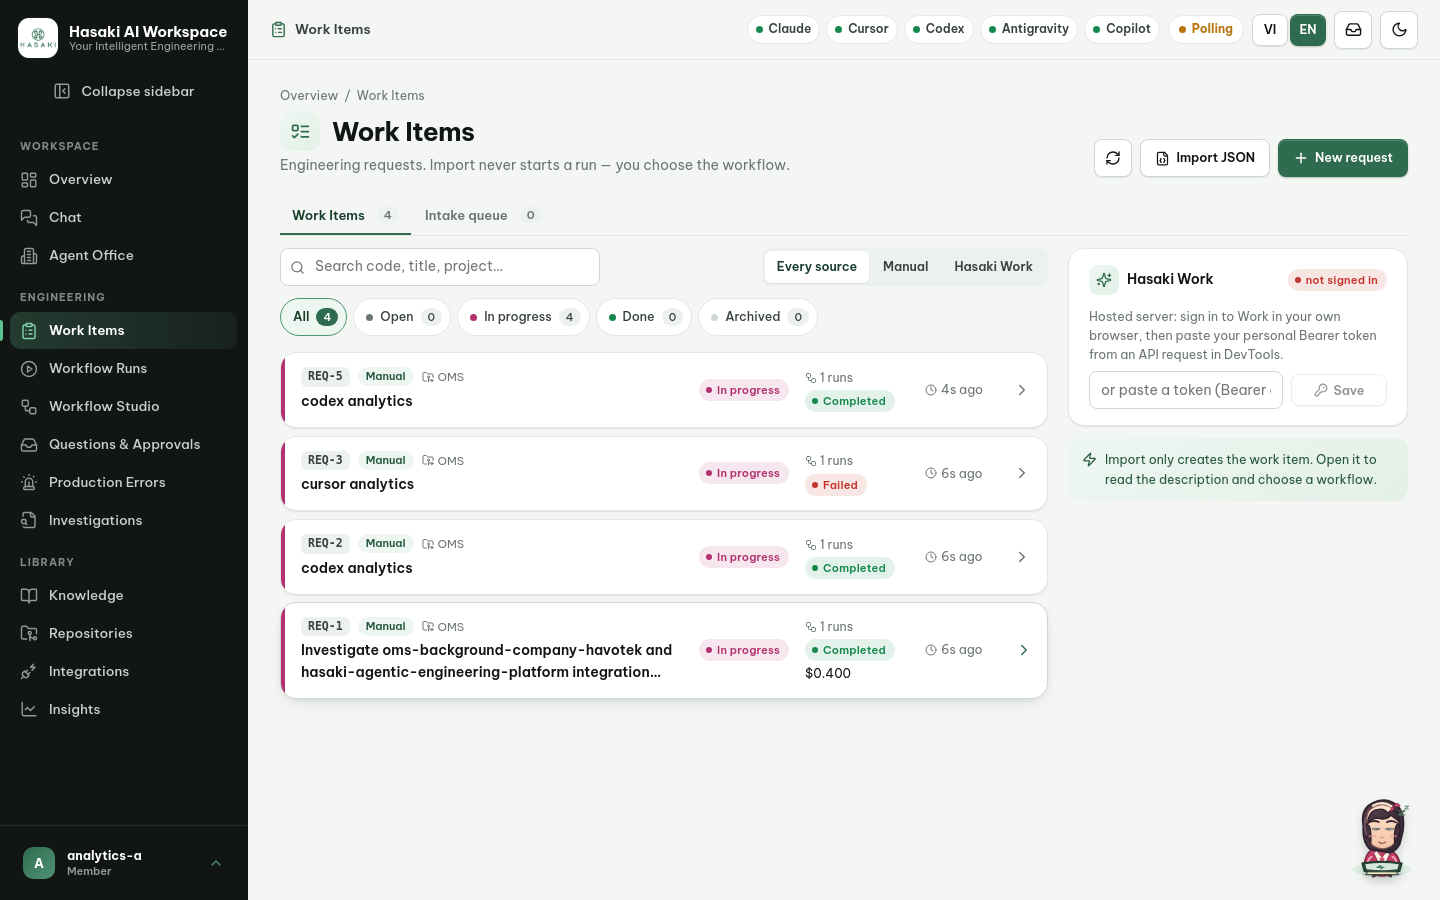 HASAKI
Hasaki AI Workspace
Your Intelligent Engineering ...
Collapse sidebar
WORKSPACE
Overview
Chat
Agent Office
ENGINEERING
Work Items
Workflow Runs
Workflow Studio
Questions & Approvals
Production Errors
Investigations
LIBRARY
Knowledge
Repositories
Integrations
Insights
A
analytics-a
Member
Work Items
Claude
Cursor
Codex
Antigravity
Copilot
Polling
VI
EN
Overview / Work Items
Work Items
Engineering requests. Import never starts a run — you choose the workflow.
Import JSON
New request
Work Items 4
Intake queue 0
Search code, title, project...
Every source
Manual
Hasaki Work
All 4
Open 0
In progress 4
Done 0
Archived 0
REQ-5 Manual OMS
codex analytics
In progress
1 runs
Completed
4s ago
REQ-3 Manual OMS
cursor analytics
In progress
1 runs
Failed
6s ago
REQ-2 Manual OMS
codex analytics
In progress
1 runs
Completed
6s ago
REQ-1 Manual OMS
Investigate oms-background-company-havotek and
hasaki-agentic-engineering-platform integration...
In progress
1 runs
Completed
$0.400
6s ago
Hasaki Work
not signed in
Hosted server: sign in to Work in your own
browser, then paste your personal Bearer token
from an API request in DevTools.
or paste a token (Bearer
Save
Import only creates the work item. Open it to
read the description and choose a workflow.